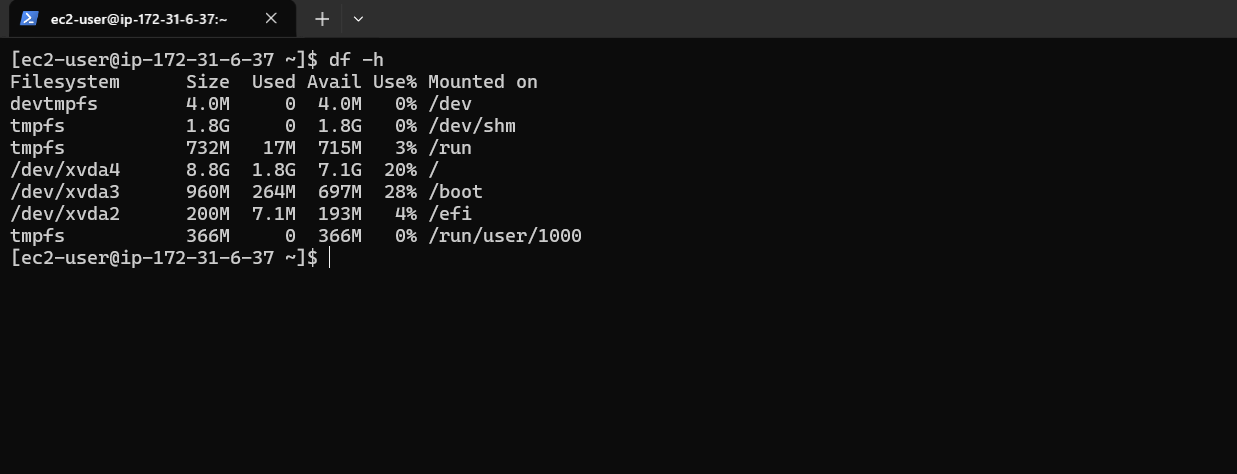 ec2-user@ip-172-31-6-37:~
[ec2-user@ip-172-31-6-37 ~]$ df -h
Filesystem      Size  Used Avail Use% Mounted on
devtmpfs        4.0M     0  4.0M   0% /dev
tmpfs           1.8G     0  1.8G   0% /dev/shm
tmpfs           732M   17M  715M   3% /run
/dev/xvda4      8.8G  1.8G  7.1G  20% /
/dev/xvda3      960M  264M  697M  28% /boot
/dev/xvda2      200M  7.1M  193M   4% /efi
tmpfs           366M     0  366M   0% /run/user/1000
[ec2-user@ip-172-31-6-37 ~]$